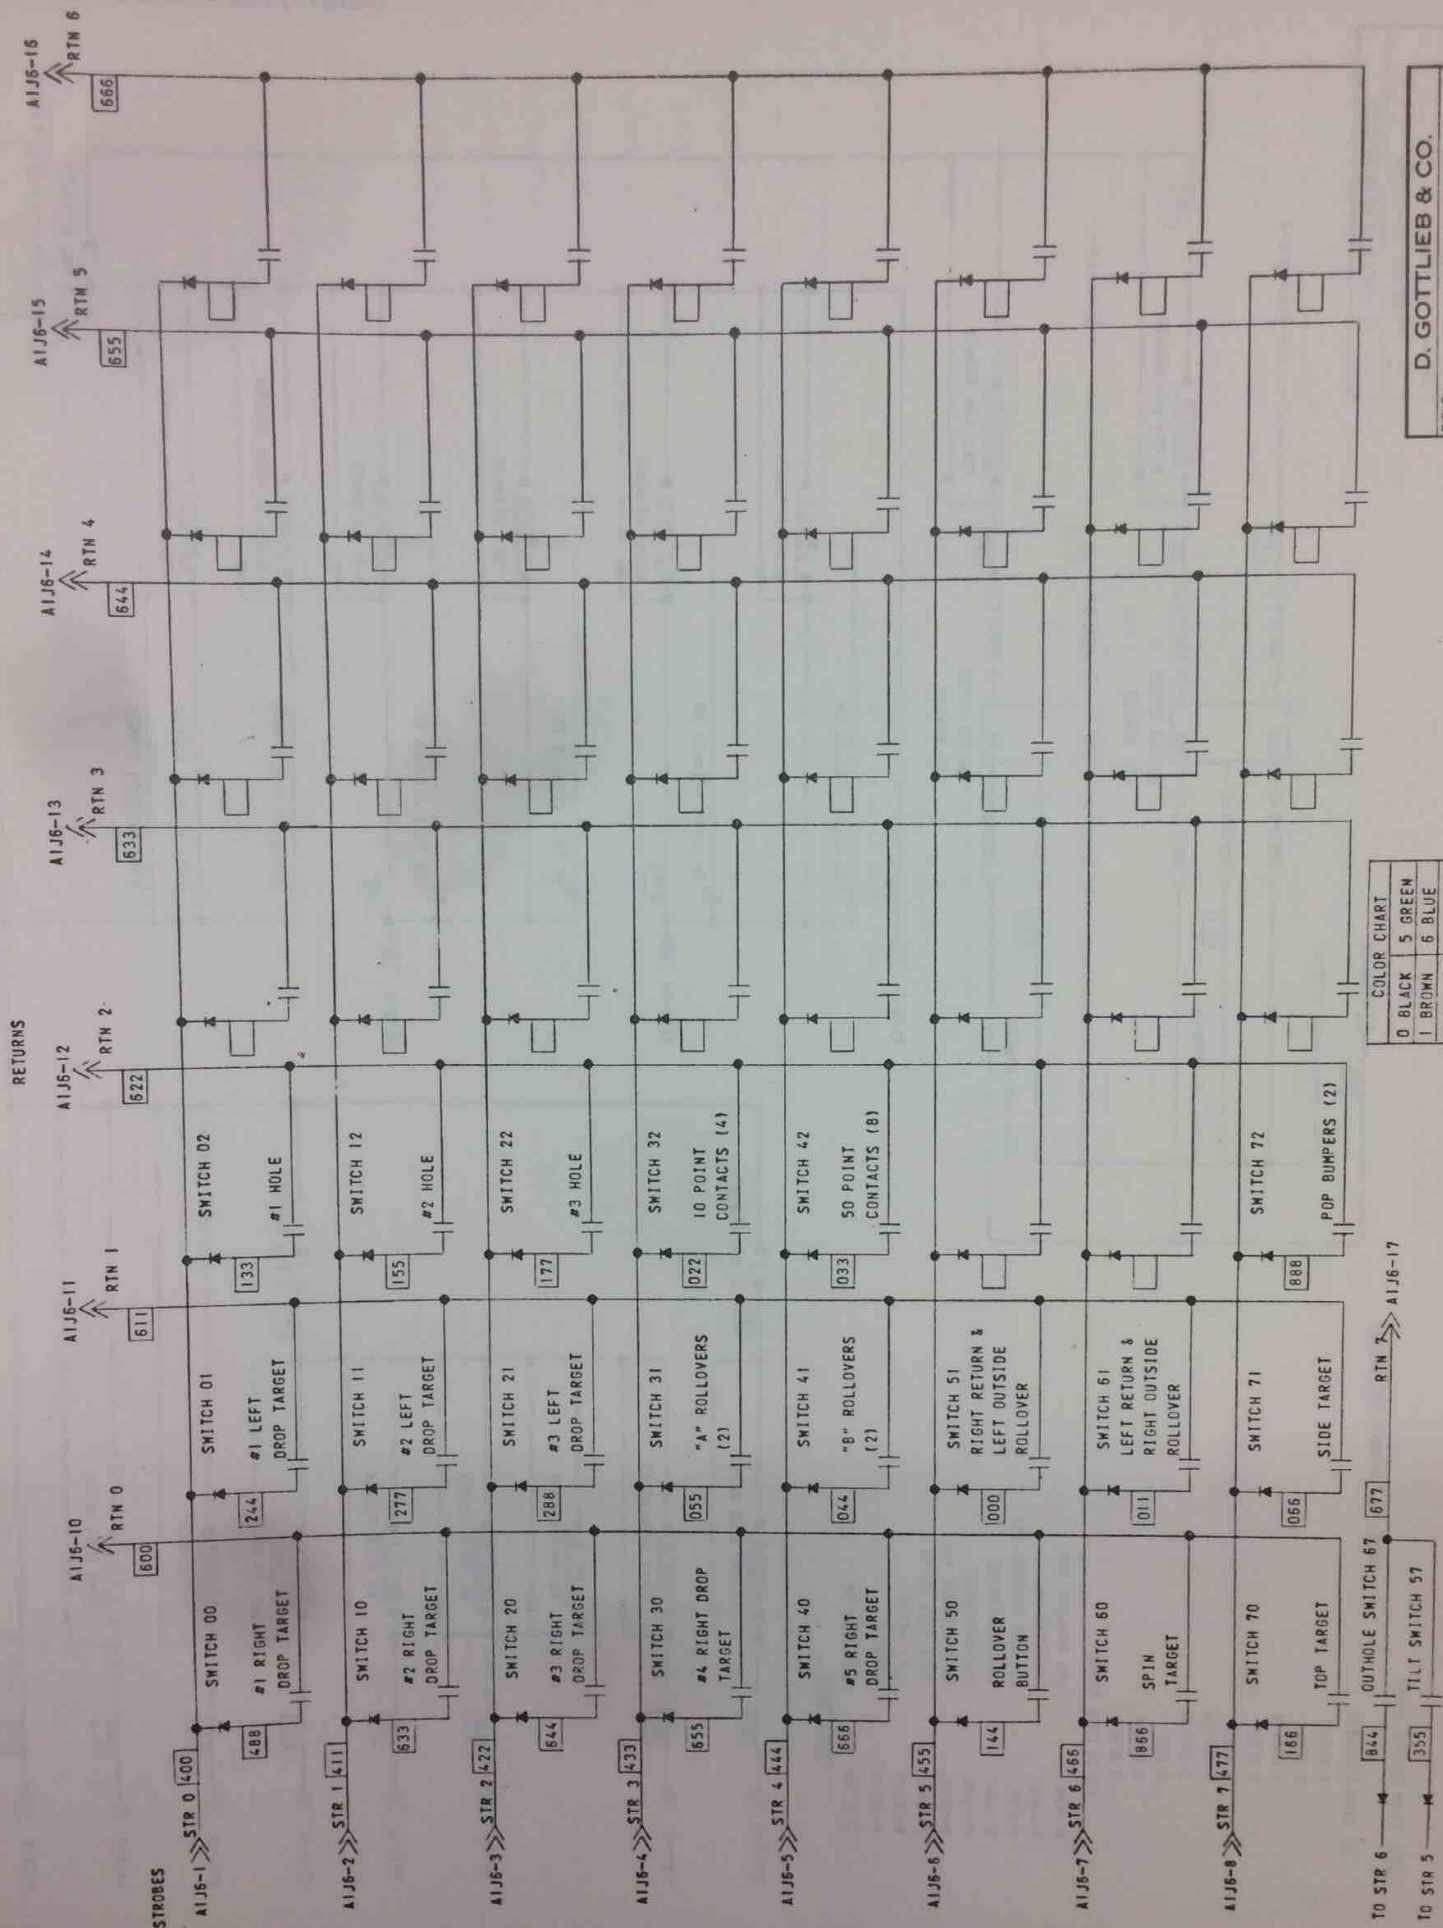 RETURNS
A1J6-10
A1J6-11
A1J6-12
A1J6-13
A1J6-14
A1J6-15
A1J6-16
RTN 0
RTN 1
RTN 2
RTN 3
RTN 4
RTN 5
RTN 6
600
611
622
633
644
655
666
STROBES
A1J6-1
STR 0
400
SWITCH 00
#1 RIGHT
DROP TARGET
488
SWITCH 01
#1 LEFT
DROP TARGET
244
SWITCH 02
#1 HOLE
133
A1J6-2
STR 1
411
SWITCH 10
#2 RIGHT
DROP TARGET
633
SWITCH 11
#2 LEFT
DROP TARGET
277
SWITCH 12
#2 HOLE
155
A1J6-3
STR 2
422
SWITCH 20
#3 RIGHT
DROP TARGET
644
SWITCH 21
#3 LEFT
DROP TARGET
288
SWITCH 22
#3 HOLE
177
A1J6-4
STR 3
433
SWITCH 30
#4 RIGHT DROP
TARGET
655
SWITCH 31
"A" ROLLOVERS
(2)
055
SWITCH 32
10 POINT
CONTACTS (4)
022
A1J6-5
STR 4
444
SWITCH 40
#5 RIGHT
DROP TARGET
666
SWITCH 41
"B" ROLLOVERS
(2)
044
SWITCH 42
50 POINT
CONTACTS (8)
033
A1J6-6
STR 5
455
SWITCH 50
ROLLOVER
BUTTON
144
SWITCH 51
RIGHT RETURN &
LEFT OUTSIDE
ROLLOVER
000
A1J6-7
STR 6
466
SWITCH 60
SPIN
TARGET
866
SWITCH 61
LEFT RETURN &
RIGHT OUTSIDE
ROLLOVER
011
A1J6-8
STR 7
477
SWITCH 70
TOP TARGET
166
SWITCH 71
SIDE TARGET
066
SWITCH 72
POP BUMPERS (2)
888
TO STR 6
844
OUTHOLE SWITCH 67
677
RTN 7
A1J6-17
TO STR 5
355
TILT SWITCH 57
COLOR CHART
0 BLACK 5 GREEN
1 BROWN 6 BLUE
D. GOTTLIEB & CO.